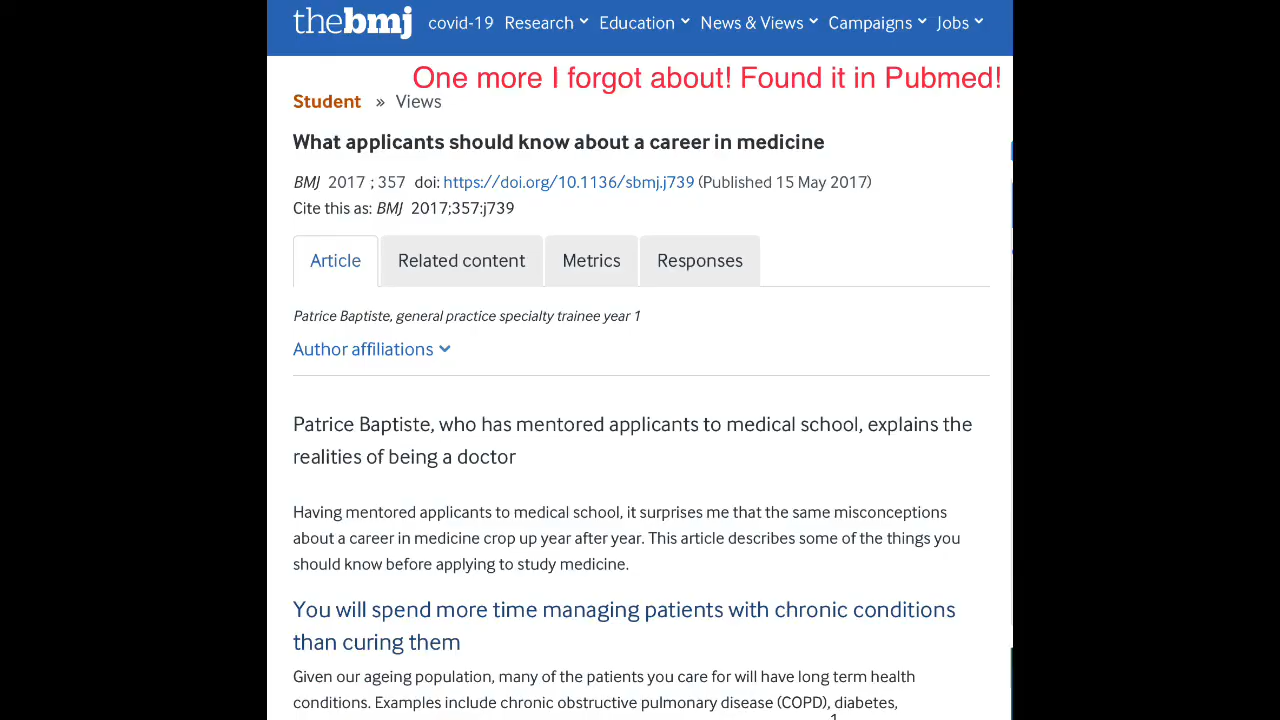 thebmj covid-19 Research Education News & Views Campaigns Jobs
One more I forgot about! Found it in Pubmed!
Student » Views
What applicants should know about a career in medicine
BMJ 2017 ; 357 doi: https://doi.org/10.1136/sbmj.j739 (Published 15 May 2017)
Cite this as: BMJ 2017;357:j739
Article Related content Metrics Responses
Patrice Baptiste, general practice specialty trainee year 1
Author affiliations
Patrice Baptiste, who has mentored applicants to medical school, explains the
realities of being a doctor
Having mentored applicants to medical school, it surprises me that the same misconceptions
about a career in medicine crop up year after year. This article describes some of the things you
should know before applying to study medicine.
You will spend more time managing patients with chronic conditions
than curing them
Given our ageing population, many of the patients you care for will have long term health
conditions. Examples include chronic obstructive pulmonary disease (COPD), diabetes,
1